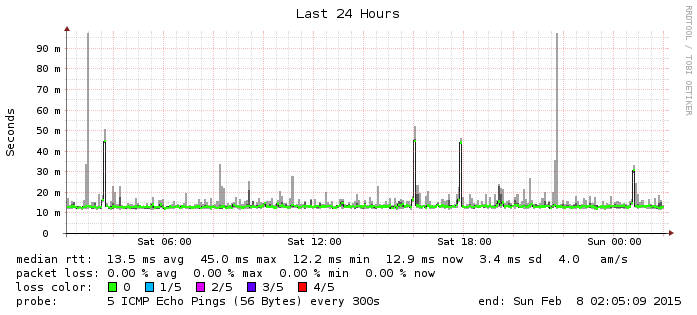 Last 24 Hours
RRDTOOL / TOBI OETIKER
Seconds
90 m
80 m
70 m
60 m
50 m
40 m
30 m
20 m
10 m
0
Sat 06:00 Sat 12:00 Sat 18:00 Sun 00:00
median rtt: 13.5 ms avg 45.0 ms max 12.2 ms min 12.9 ms now 3.4 ms sd 4.0 am/s
packet loss: 0.00 % avg 0.00 % max 0.00 % min 0.00 % now
loss color: 0 1/5 2/5 3/5 4/5
probe: 5 ICMP Echo Pings (56 Bytes) every 300s end: Sun Feb 8 02:05:09 2015